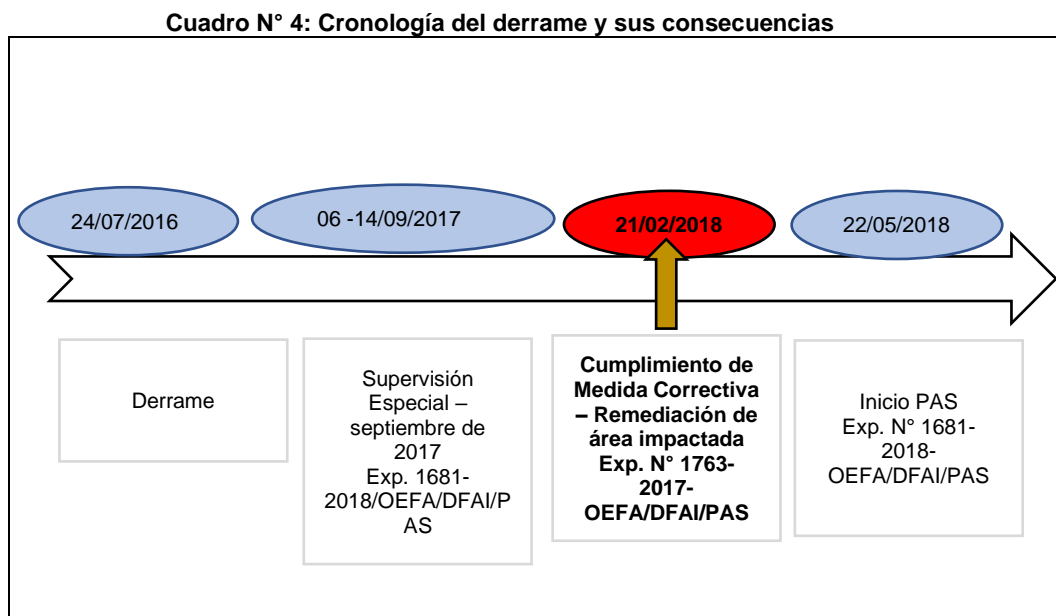 Cuadro N° 4: Cronología del derrame y sus consecuencias
24/07/2016
06 -14/09/2017
21/02/2018
22/05/2018
Derrame
Supervisión
Especial –
septiembre de
2017
Exp. 1681-
2018/OEFA/DFAI/P
AS
Cumplimiento de
Medida Correctiva
– Remediación de
área impactada
Exp. N° 1763-
2017-
OEFA/DFAI/PAS
Inicio PAS
Exp. N° 1681-
2018-
OEFA/DFAI/PAS